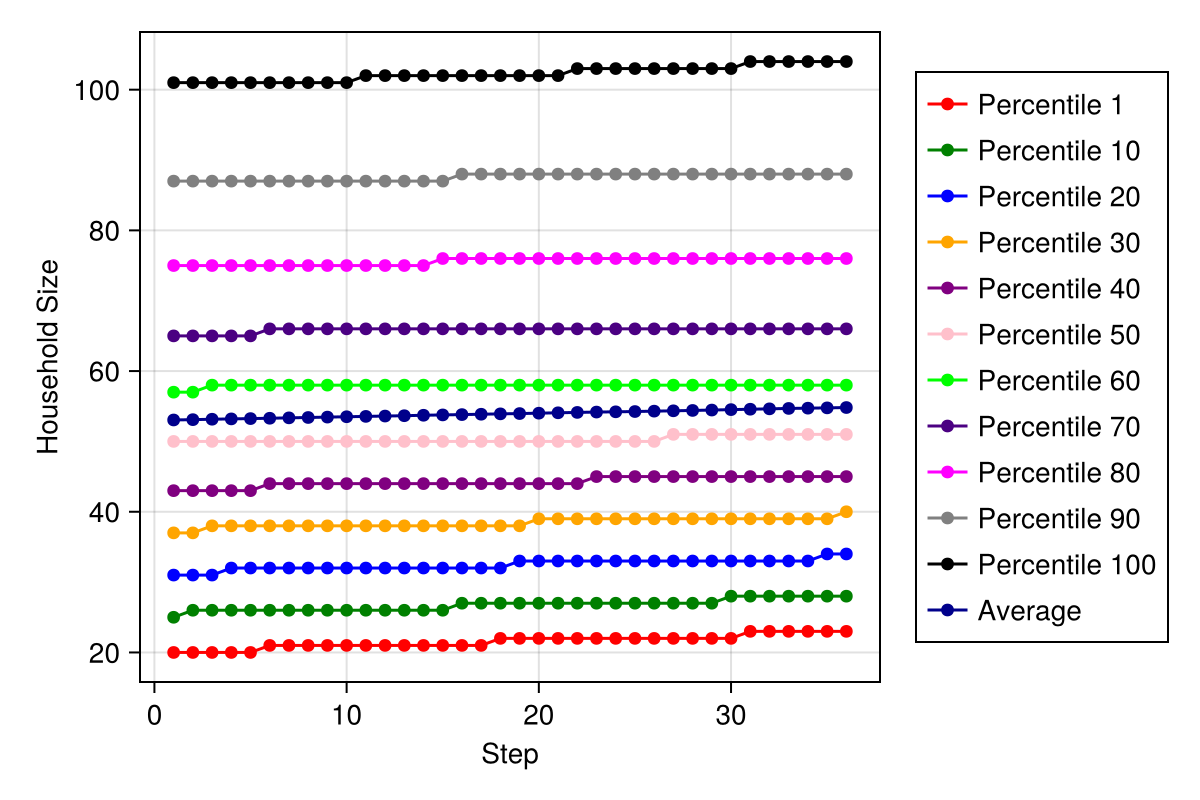 100
80
60
40
20
Household Size
0 10 20 30
Step
Percentile 1
Percentile 10
Percentile 20
Percentile 30
Percentile 40
Percentile 50
Percentile 60
Percentile 70
Percentile 80
Percentile 90
Percentile 100
Average